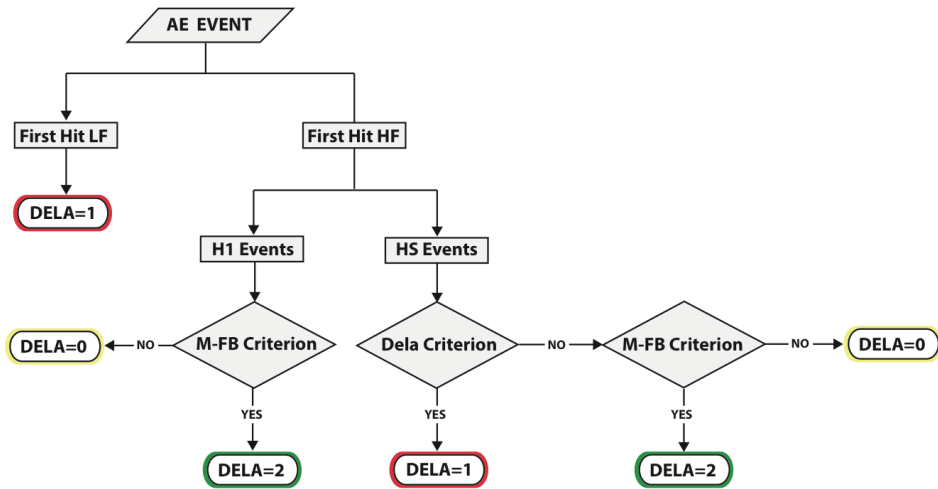 AE EVENT
First Hit LF
First Hit HF
DELA=1
H1 Events
HS Events
DELA=0
NO
M-FB Criterion
Dela Criterion
NO
M-FB Criterion
NO
DELA=0
YES
YES
YES
DELA=2
DELA=1
DELA=2